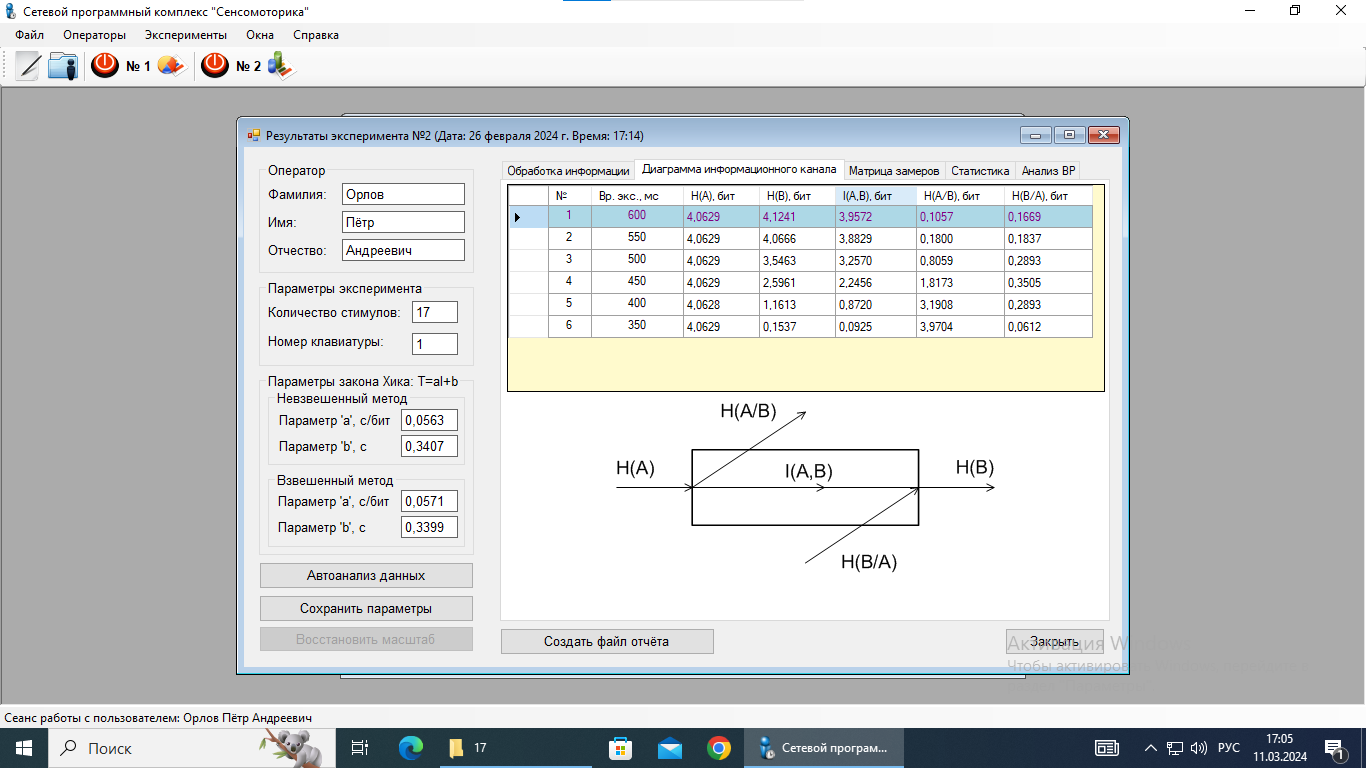 Сетевой программный комплекс "Сенсомоторика"
Файл Операторы Эксперименты Окна Справка
№ 1 № 2
Результаты эксперимента №2 (Дата: 26 февраля 2024 г. Время: 17:14)
Оператор
Фамилия: Орлов
Имя: Пётр
Отчество: Андреевич
Параметры эксперимента
Количество стимулов: 17
Номер клавиатуры: 1
Параметры закона Хика: T=aI+b
Невзвешенный метод
Параметр 'a', с/бит 0,0563
Параметр 'b', с 0,3407
Взвешенный метод
Параметр 'a', с/бит 0,0571
Параметр 'b', с 0,3399
Автоанализ данных
Сохранить параметры
Восстановить масштаб
Обработка информации Диаграмма информационного канала Матрица замеров Статистика Анализ ВР
№ Вр. экс., мс H(A), бит H(B), бит I(A,B), бит H(A/B), бит H(B/A), бит
1 600 4,0629 4,1241 3,9572 0,1057 0,1669
2 550 4,0629 4,0666 3,8829 0,1800 0,1837
3 500 4,0629 3,5463 3,2570 0,8059 0,2893
4 450 4,0629 2,5961 2,2456 1,8173 0,3505
5 400 4,0628 1,1613 0,8720 3,1908 0,2893
6 350 4,0629 0,1537 0,0925 3,9704 0,0612
H(A/B)
H(A) I(A,B) H(B)
H(B/A)
Создать файл отчёта Закрыть
Активация W
Чтобы активиров
Сеанс работы с пользователем: Орлов Пётр Андреевич
Поиск 17 Сетевой програм... РУС 17:05
11.03.2024 1